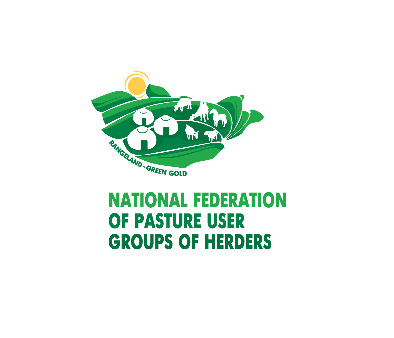 RANGELAND-GREEN GOLD
NATIONAL FEDERATION
OF PASTURE USER
GROUPS OF HERDERS